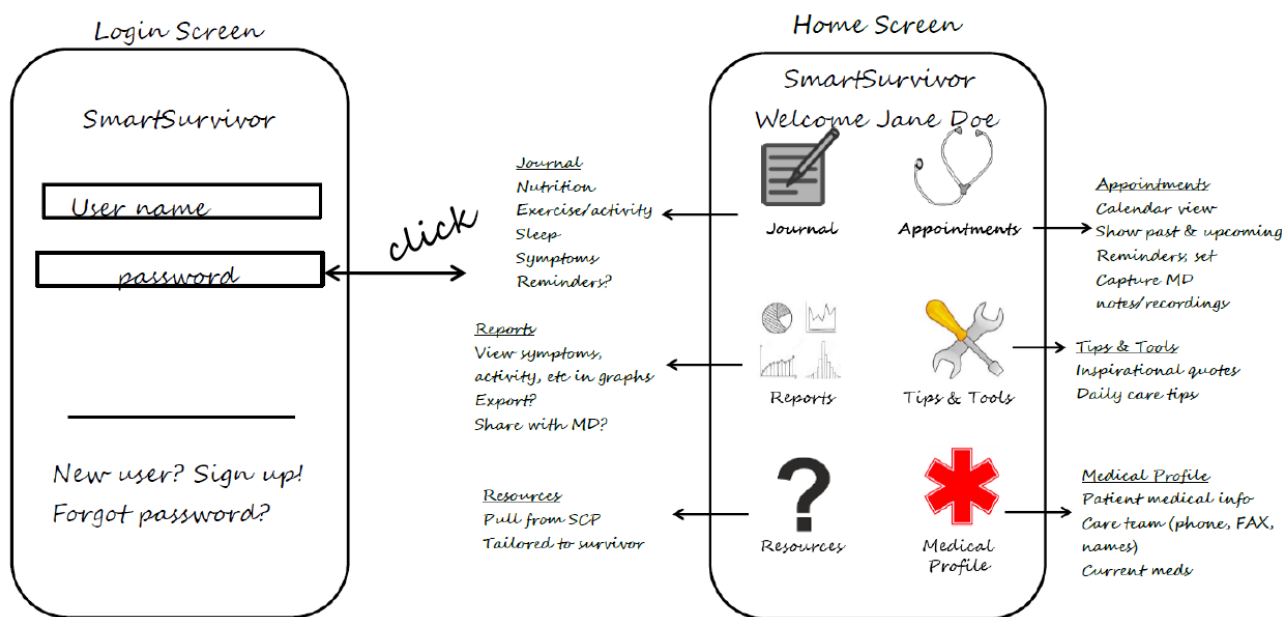 Login Screen
SmartSurvivor
User name
password
New user? Sign up!
Forgot password?
click
Home Screen
SmartSurvivor
Welcome Jane Doe
Journal
Appointments
Reports
Tips & Tools
Resources
Medical
Profile
Journal
Nutrition
Exercise/activity
Sleep
Symptoms
Reminders?
Reports
View symptoms,
activity, etc in graphs
Export?
Share with MD?
Resources
Pull from SCP
Tailored to survivor
Appointments
Calendar view
Show past & upcoming
Reminders, set
Capture MD
notes/recordings
Tips & Tools
Inspirational quotes
Daily care tips
Medical Profile
Patient medical info
Care team (phone, FAX,
names)
Current meds